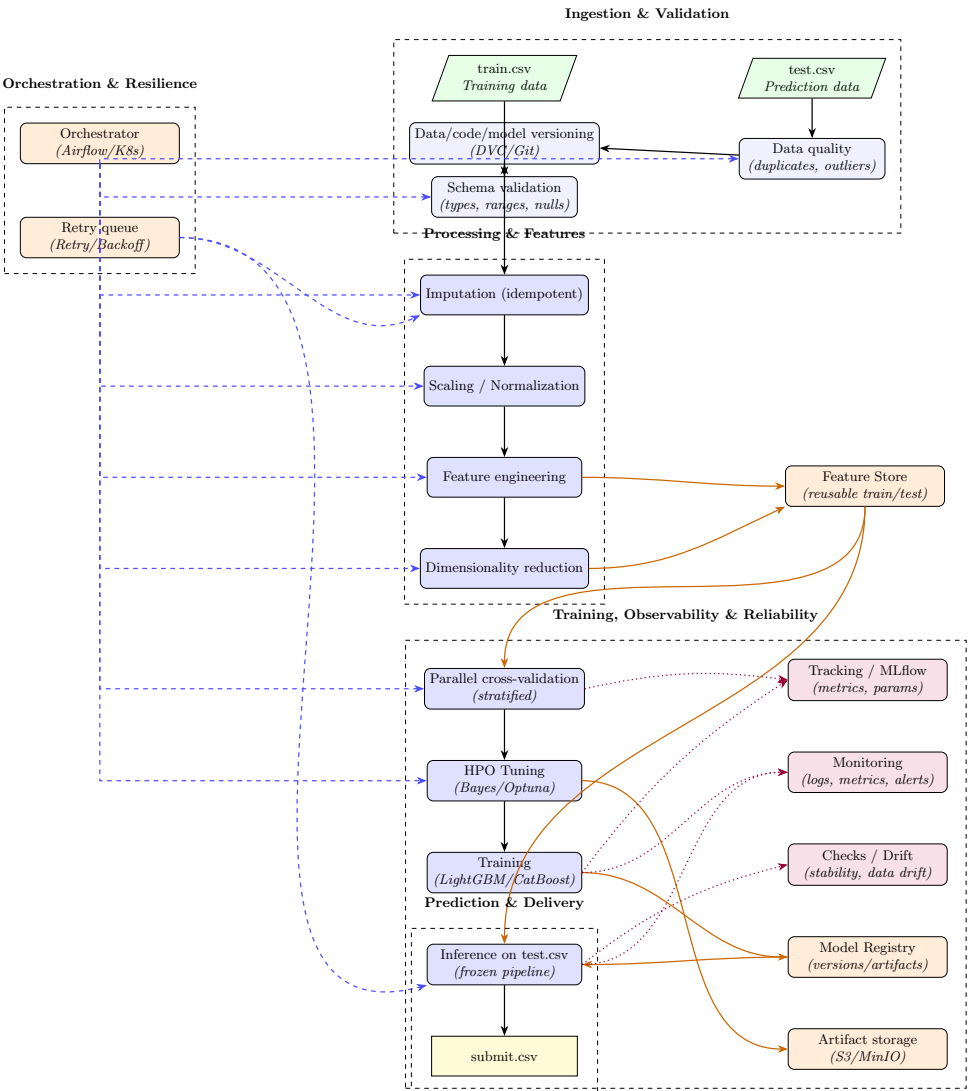 Ingestion & Validation
train.csv
Training data
test.csv
Prediction data
Orchestration & Resilience
Orchestrator
(Airflow/K8s)
Data/code/model versioning
(DVC/Git)
Data quality
(duplicates, outliers)
Schema validation
(types, ranges, nulls)
Retry queue
(Retry/Backoff)
Processing & Features
Imputation (idempotent)
Scaling / Normalization
Feature engineering
Feature Store
(reusable train/test)
Dimensionality reduction
Training, Observability & Reliability
Parallel cross-validation
(stratified)
Tracking / MLflow
(metrics, params)
HPO Tuning
(Bayes/Optuna)
Monitoring
(logs, metrics, alerts)
Training
(LightGBM/CatBoost)
Checks / Drift
(stability, data drift)
Prediction & Delivery
Inference on test.csv
(frozen pipeline)
Model Registry
(versions/artifacts)
submit.csv
Artifact storage
(S3/MinIO)